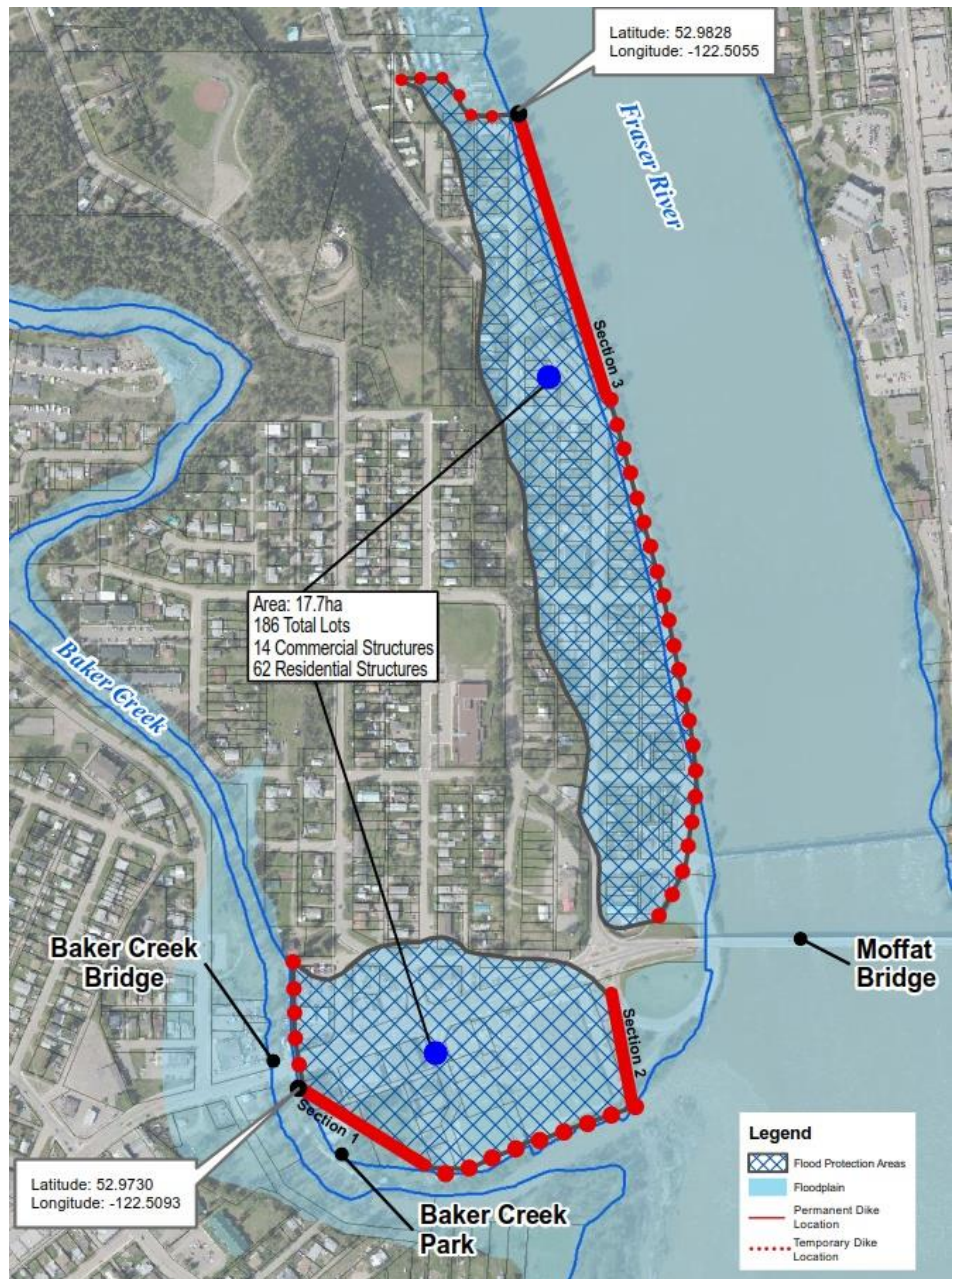 Latitude: 52.9828
Longitude: -122.5055
Fraser River
Section 3
Area: 17.7ha
186 Total Lots
14 Commercial Structures
62 Residential Structures
Baker Creek
Baker Creek
Bridge
Moffat
Bridge
Section 2
Section 1
Latitude: 52.9730
Longitude: -122.5093
Baker Creek
Park
Legend
Flood Protection Areas
Floodplain
Permanent Dike
Location
Temporary Dike
Location